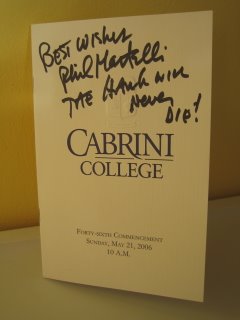 BEST WISHES
Phil Martelli
THE HAWK WILL
Never
DIE!
CABRINI
COLLEGE
FORTY-SIXTH COMMENCEMENT
SUNDAY, MAY 21, 2006
10 A.M.